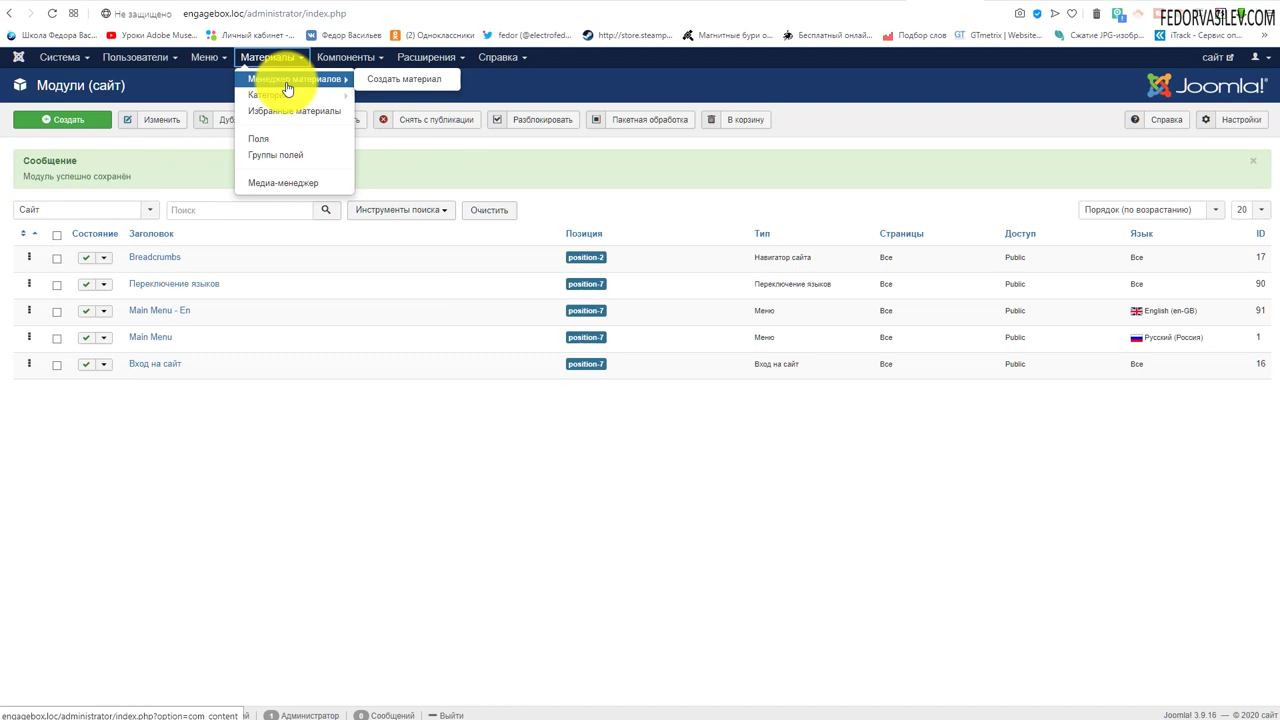 Не защищено engagebox.loc/administrator/index.php
FEDORVASILEV.COM
Школа Федора Вас... Уроки Adobe Muse... Личный кабинет -... Федор Васильев (2) Одноклассники fedor (@electrofed... http://store.steamp... Магнитные бури о... Бесплатный онлайн... Подбор слов GTmetrix | Website... Сжатие JPG-изобр... iTrack - Сервис оп... »
Система Пользователи Меню Материалы Компоненты Расширения Справка сайт
Модули (сайт)
Joomla!®
Менеджер материалов
Создать материал
Избранные материалы
Поля
Группы полей
Медиа-менеджер
Создать Изменить Снять с публикации Разблокировать Пакетная обработка В корзину Справка Настройки
Сообщение
Модуль успешно сохранён
Сайт Поиск Инструменты поиска Очистить Порядок (по возрастанию) 20
Состояние Заголовок Позиция Тип Страницы Доступ Язык ID
Breadcrumbs position-2 Навигатор сайта Все Public Все 17
Переключение языков position-7 Переключение языков Все Public Все 90
Main Menu - En position-7 Меню Все Public English (en-GB) 91
Main Menu position-7 Меню Все Public Русский (Россия) 1
Вход на сайт position-7 Вход на сайт Все Public Все 16
engagebox.loc/administrator/index.php?option=com_content 1 Администратор 0 Сообщений Выйти Joomla! 3.9.16 — © 2020 сайт